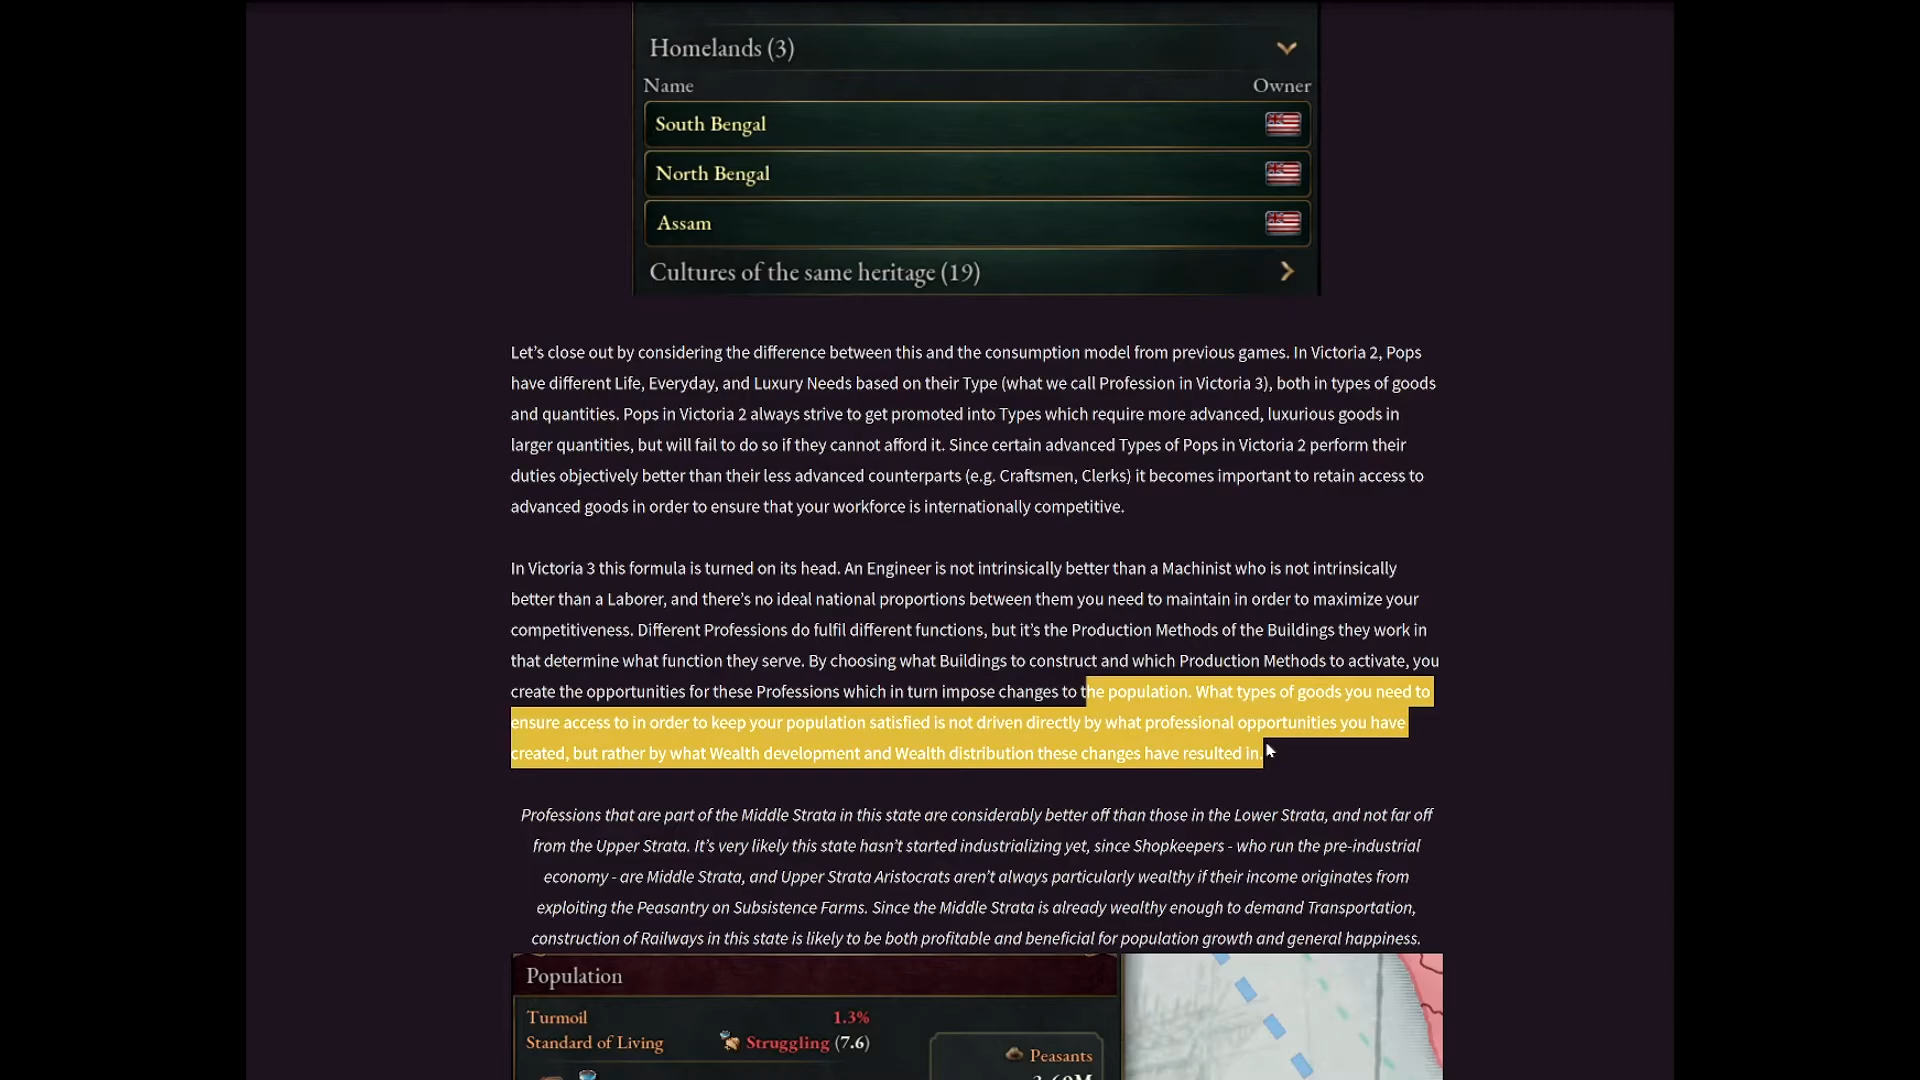 Homelands (3)
Name Owner
South Bengal
North Bengal
Assam
Cultures of the same heritage (19)
Let's close out by considering the difference between this and the consumption model from previous games. In Victoria 2, Pops
have different Life, Everyday, and Luxury Needs based on their Type (what we call Profession in Victoria 3), both in types of goods
and quantities. Pops in Victoria 2 always strive to get promoted into Types which require more advanced, luxurious goods in
larger quantities, but will fail to do so if they cannot afford it. Since certain advanced Types of Pops in Victoria 2 perform their
duties objectively better than their less advanced counterparts (e.g. Craftsmen, Clerks) it becomes important to retain access to
advanced goods in order to ensure that your workforce is internationally competitive.
In Victoria 3 this formula is turned on its head. An Engineer is not intrinsically better than a Machinist who is not intrinsically
better than a Laborer, and there's no ideal national proportions between them you need to maintain in order to maximize your
competitiveness. Different Professions do fulfil different functions, but it's the Production Methods of the Buildings they work in
that determine what function they serve. By choosing what Buildings to construct and which Production Methods to activate, you
create the opportunities for these Professions which in turn impose changes to the population. What types of goods you need to
ensure access to in order to keep your population satisfied is not driven directly by what professional opportunities you have
created, but rather by what Wealth development and Wealth distribution these changes have resulted in.
Professions that are part of the Middle Strata in this state are considerably better off than those in the Lower Strata, and not far off
from the Upper Strata. It's very likely this state hasn't started industrializing yet, since Shopkeepers - who run the pre-industrial
economy - are Middle Strata, and Upper Strata Aristocrats aren't always particularly wealthy if their income originates from
exploiting the Peasantry on Subsistence Farms. Since the Middle Strata is already wealthy enough to demand Transportation,
construction of Railways in this state is likely to be both profitable and beneficial for population growth and general happiness.
Population
Turmoil 1.3%
Standard of Living Struggling (7.6)
Peasants